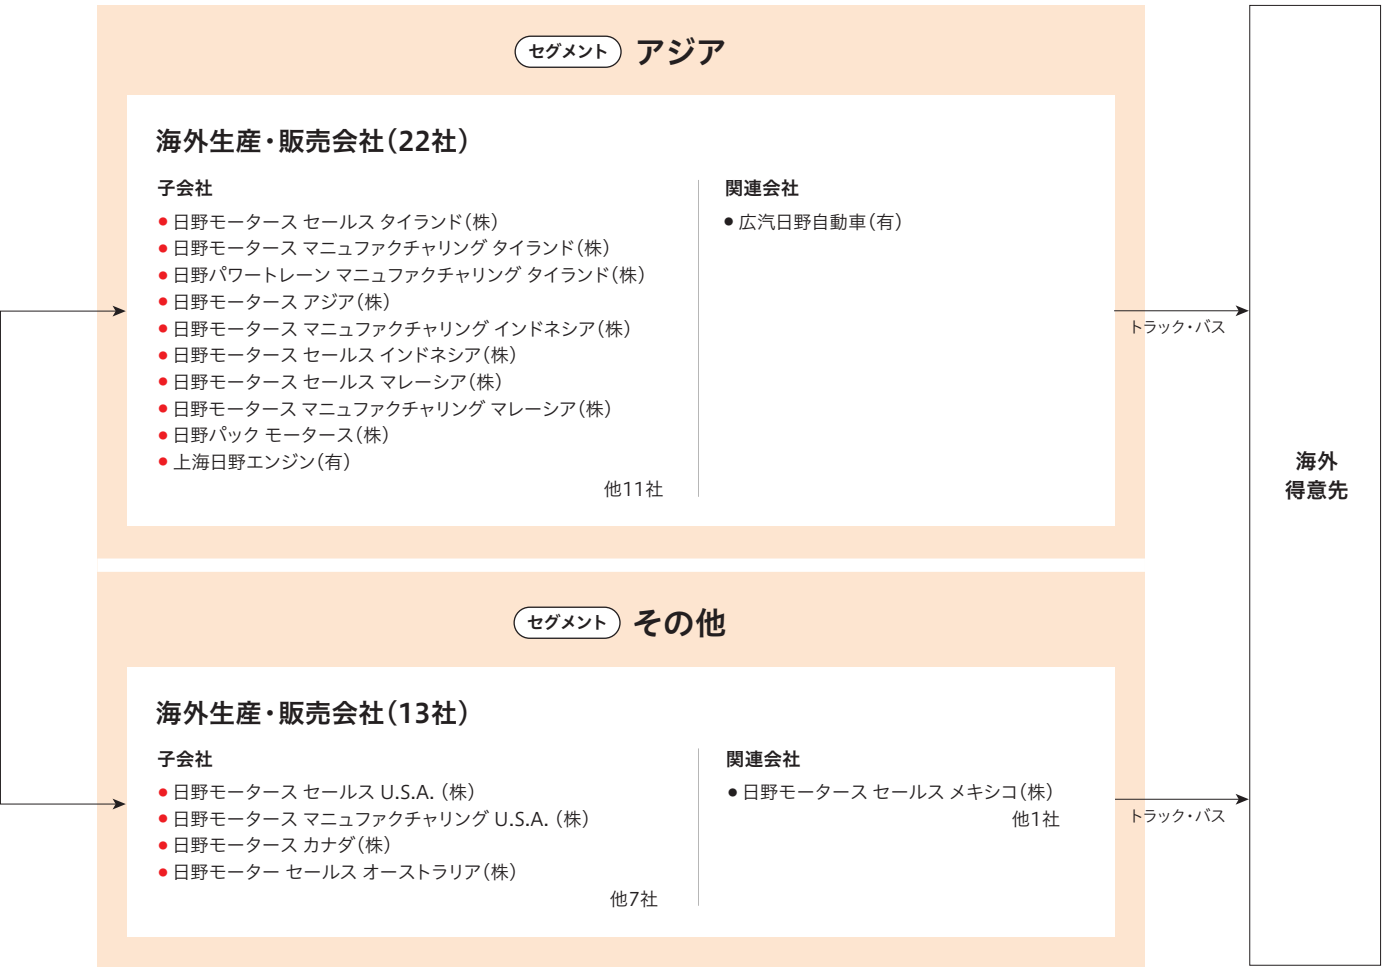 セグメント アジア
海外生産・販売会社(22社)
子会社
● 日野モータース セールス タイランド(株)
● 日野モータース マニュファクチャリング タイランド(株)
● 日野パワートレーン マニュファクチャリング タイランド(株)
● 日野モータース アジア(株)
● 日野モータース マニュファクチャリング インドネシア(株)
● 日野モータース セールス インドネシア(株)
● 日野モータース セールス マレーシア(株)
● 日野モータース マニュファクチャリング マレーシア(株)
● 日野パック モータース(株)
● 上海日野エンジン(有)
他11社
関連会社
● 広汽日野自動車(有)
トラック・バス
セグメント その他
海外生産・販売会社(13社)
子会社
● 日野モータース セールス U.S.A. (株)
● 日野モータース マニュファクチャリング U.S.A. (株)
● 日野モータース カナダ(株)
● 日野モーター セールス オーストラリア(株)
他7社
関連会社
● 日野モータース セールス メキシコ(株)
他1社
トラック・バス
海外
得意先